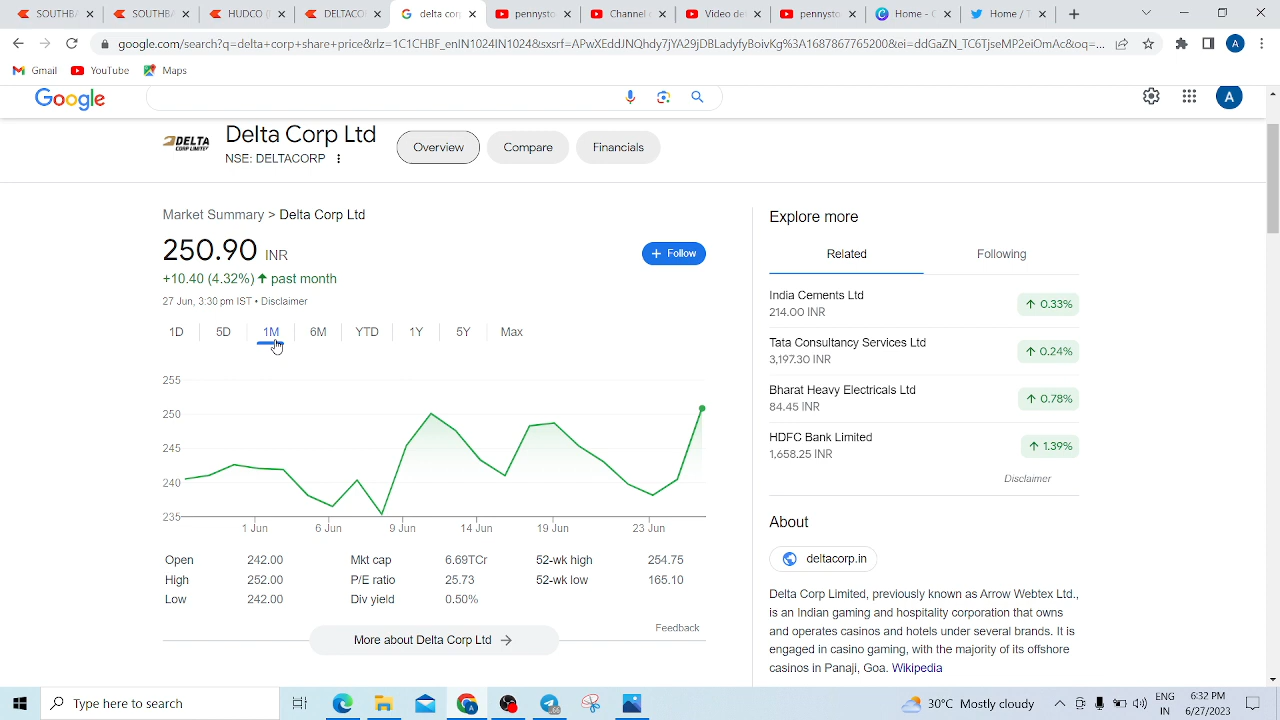 SOUTHBA
SOUTHBA
HUDCO
DELTACO
delta corp
pennysto
Channel
Video de
pennysto
Home -
Home /
google.com/search?q=delta+corp+share+price&rlz=1C1CHBF_enIN1024IN1024&sxsrf=
Gmail YouTube Maps
Google
A
DELTA
CORP LIMITED
Delta Corp Ltd
NSE: DELTACORP
Overview Compare Financials
Market Summary > Delta Corp Ltd
250.90 INR
+ Follow
+10.40 (4.32%) ↑ past month
27 Jun, 3:30 pm IST • Disclaimer
1D 5D 1M 6M YTD 1Y 5Y Max
255
250
245
240
235
1 Jun 6 Jun 9 Jun 14 Jun 19 Jun 23 Jun
Open 242.00 Mkt cap 6.69TCr 52-wk high 254.75
High 252.00 P/E ratio 25.73 52-wk low 165.10
Low 242.00 Div yield 0.50%
Feedback
More about Delta Corp Ltd →
Explore more
Related Following
India Cements Ltd
214.00 INR
↑ 0.33%
Tata Consultancy Services Ltd
3,197.30 INR
↑ 0.24%
Bharat Heavy Electricals Ltd
84.45 INR
↑ 0.78%
HDFC Bank Limited
1,658.25 INR
↑ 1.39%
Disclaimer
About
deltacorp.in
Delta Corp Limited, previously known as Arrow Webtex Ltd.,
is an Indian gaming and hospitality corporation that owns
and operates casinos and hotels under several brands. It is
engaged in casino gaming, with the majority of its offshore
casinos in Panaji, Goa. Wikipedia
Type here to search
30°C Mostly cloudy
ENG
IN
6:32 PM
6/27/2023